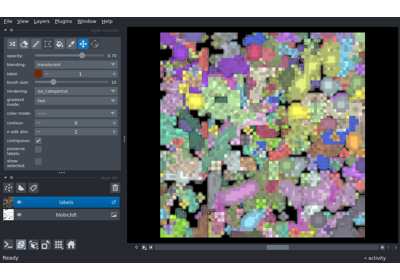 File View Layers Plugins Window Help
layer controls
opacity: 0.70
blending: translucent
label: 1
brush size: 10
rendering: iso_categorical
gradient mode: fast
color mode:
contour: 0
n edit dim: 2
contiguous:
preserve labels:
show selected:
layer list
labels
blobs3dt
Ready
activity